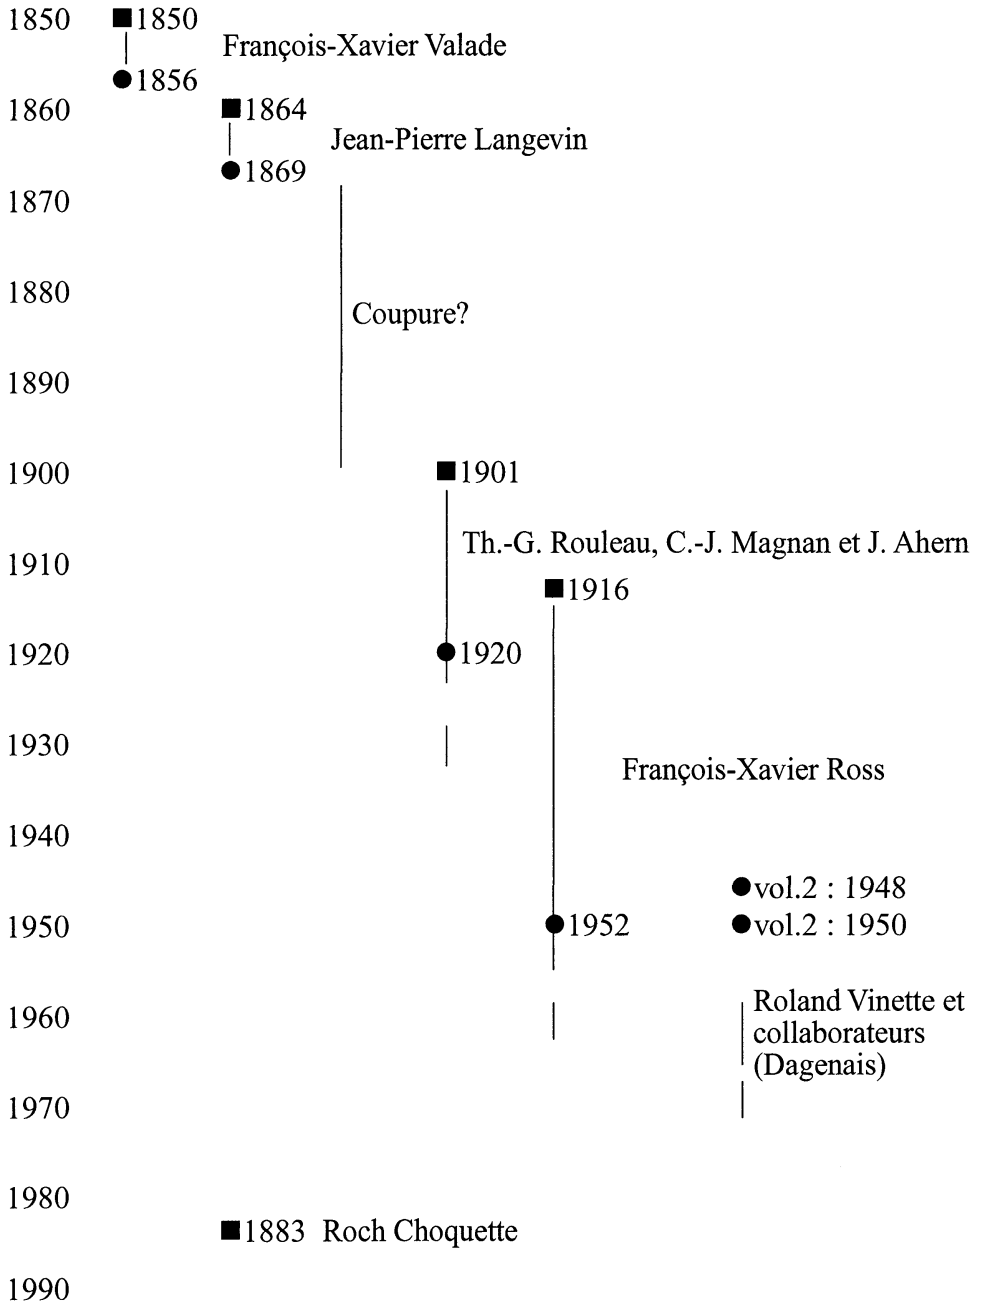 1850 ■1850
François-Xavier Valade
●1856
1860 ■1864
Jean-Pierre Langevin
●1869
1870
1880
Coupure?
1890
1900 ■1901
Th.-G. Rouleau, C.-J. Magnan et J. Ahern
1910
■1916
1920 ●1920
1930
François-Xavier Ross
1940
●vol.2 : 1948
1950 ●1952 ●vol.2 : 1950
Roland Vinette et
1960
collaborateurs
(Dagenais)
1970
1980
■1883 Roch Choquette
1990